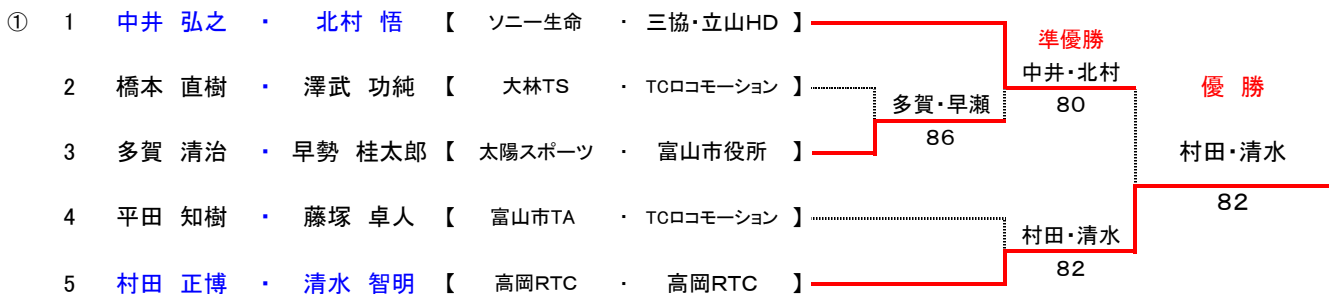 ① 1 中井 弘之 ・ 北村 悟 【 ソニー生命 ・ 三協・立山HD 】
準優勝
中井・北村
80
2 橋本 直樹 ・ 澤武 功純 【 大林TS ・ TCロコモーション 】
優 勝
多賀・早瀬
86
3 多賀 清治 ・ 早勢 桂太郎 【 太陽スポーツ ・ 富山市役所 】
村田・清水
82
4 平田 知樹 ・ 藤塚 卓人 【 富山市TA ・ TCロコモーション 】
村田・清水
82
5 村田 正博 ・ 清水 智明 【 高岡RTC ・ 高岡RTC 】